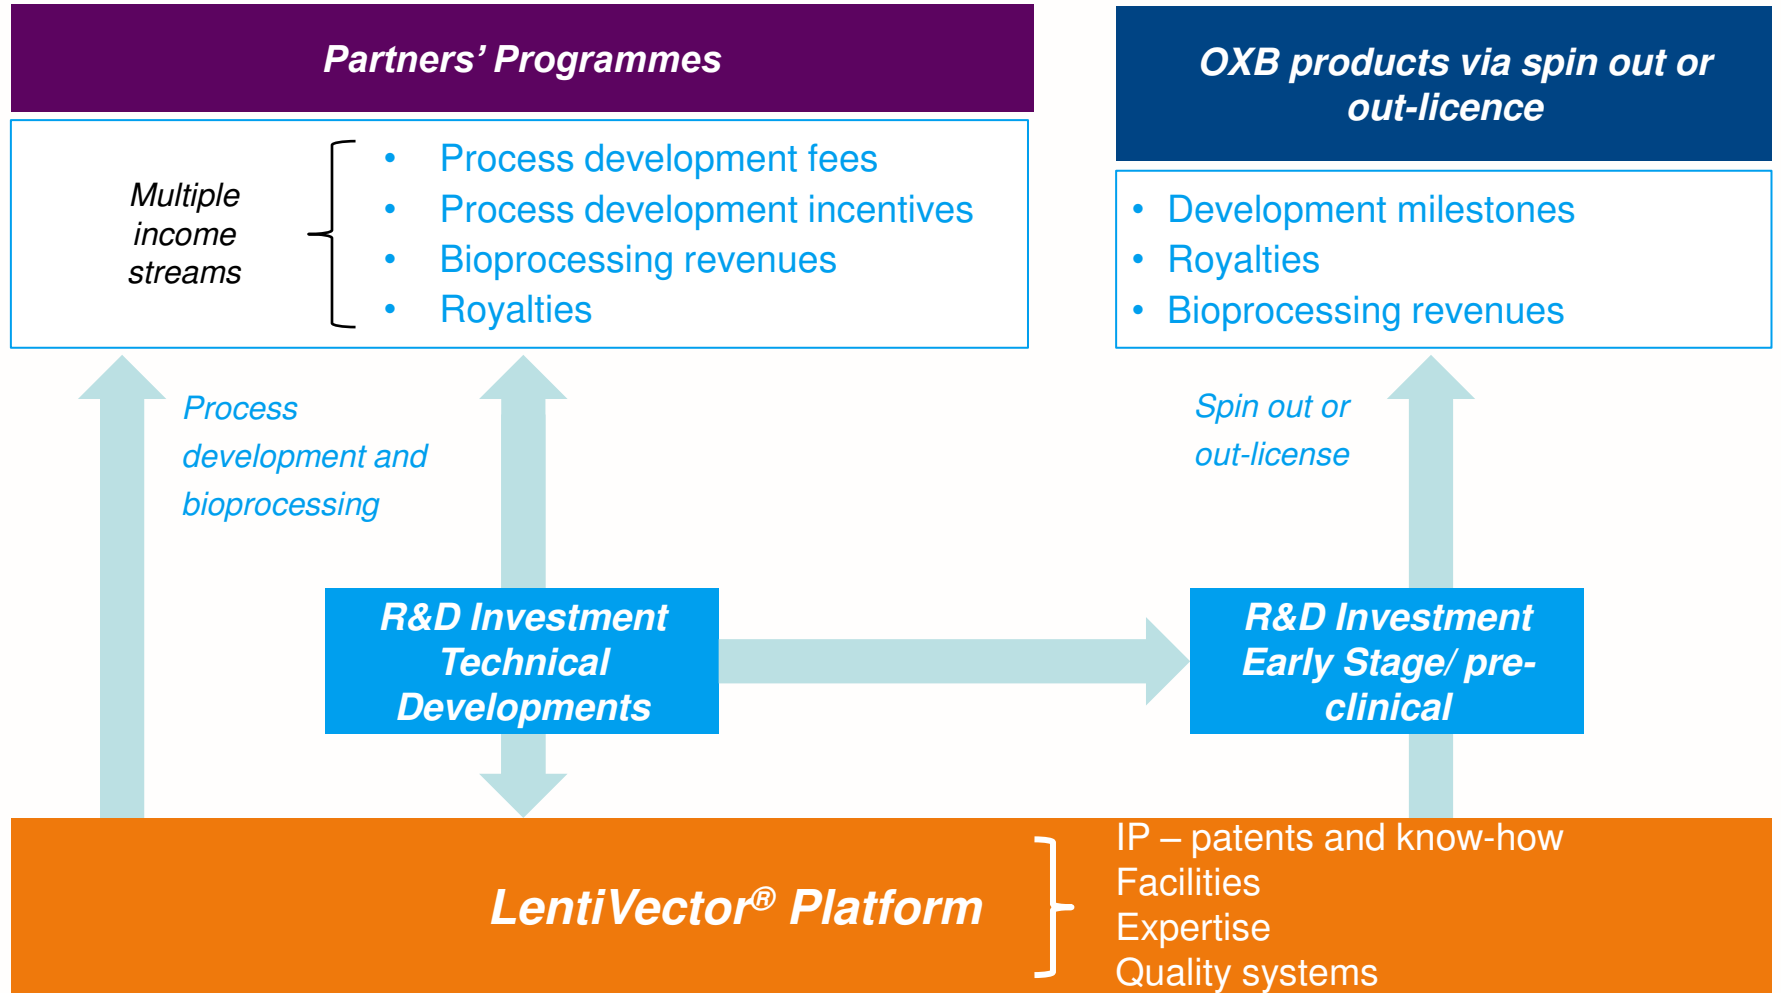 Partners’ Programmes
OXB products via spin out or
out-licence
Multiple
income
streams
• Process development fees
• Process development incentives
• Bioprocessing revenues
• Royalties
• Development milestones
• Royalties
• Bioprocessing revenues
Process
development and
bioprocessing
Spin out or
out-license
R&D Investment
Technical
Developments
R&D Investment
Early Stage/ pre-
clinical
LentiVector® Platform
IP – patents and know-how
Facilities
Expertise
Quality systems